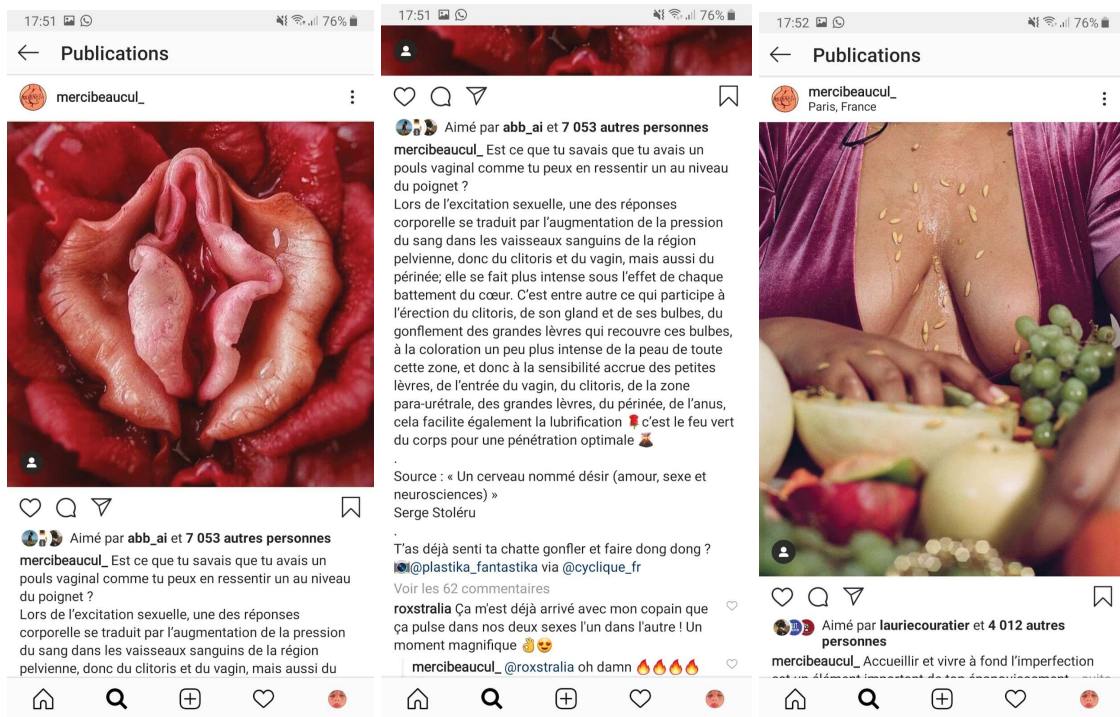 17:51
76%
Publications
mercibeaucul_
Aimé par abb_ai et 7 053 autres personnes
mercibeaucul_ Est ce que tu savais que tu avais un
pouls vaginal comme tu peux en ressentir un au niveau
du poignet ?
Lors de l'excitation sexuelle, une des réponses
corporelle se traduit par l'augmentation de la pression
du sang dans les vaisseaux sanguins de la région
pelvienne, donc du clitoris et du vagin, mais aussi du
17:51
76%
Aimé par abb_ai et 7 053 autres personnes
mercibeaucul_ Est ce que tu savais que tu avais un
pouls vaginal comme tu peux en ressentir un au niveau
du poignet ?
Lors de l'excitation sexuelle, une des réponses
corporelle se traduit par l'augmentation de la pression
du sang dans les vaisseaux sanguins de la région
pelvienne, donc du clitoris et du vagin, mais aussi du
périnée; elle se fait plus intense sous l'effet de chaque
battement du cœur. C'est entre autre ce qui participe à
l'érection du clitoris, de son gland et de ses bulbes, du
gonflement des grandes lèvres qui recouvre ces bulbes,
à la coloration un peu plus intense de la peau de toute
cette zone, et donc à la sensibilité accrue des petites
lèvres, de l'entrée du vagin, du clitoris, de la zone
para-urétrale, des grandes lèvres, du périnée, de l'anus,
cela facilite également la lubrification 🌹c'est le feu vert
du corps pour une pénétration optimale 🌋
.
Source : « Un cerveau nommé désir (amour, sexe et
neurosciences) »
Serge Stoléru
.
T'as déjà senti ta chatte gonfler et faire dong dong ?
📷@plastika_fantastika via @cyclique_fr
Voir les 62 commentaires
roxstralia Ça m'est déjà arrivé avec mon copain que
ça pulse dans nos deux sexes l'un dans l'autre ! Un
moment magnifique 👌😍
mercibeaucul_ @roxstralia oh damn 🔥🔥🔥🔥
17:52
76%
Publications
mercibeaucul_
Paris, France
Aimé par lauriecouratier et 4 012 autres
personnes
mercibeaucul_ Accueillir et vivre à fond l'imperfection
est un élément important de ton épanouissement